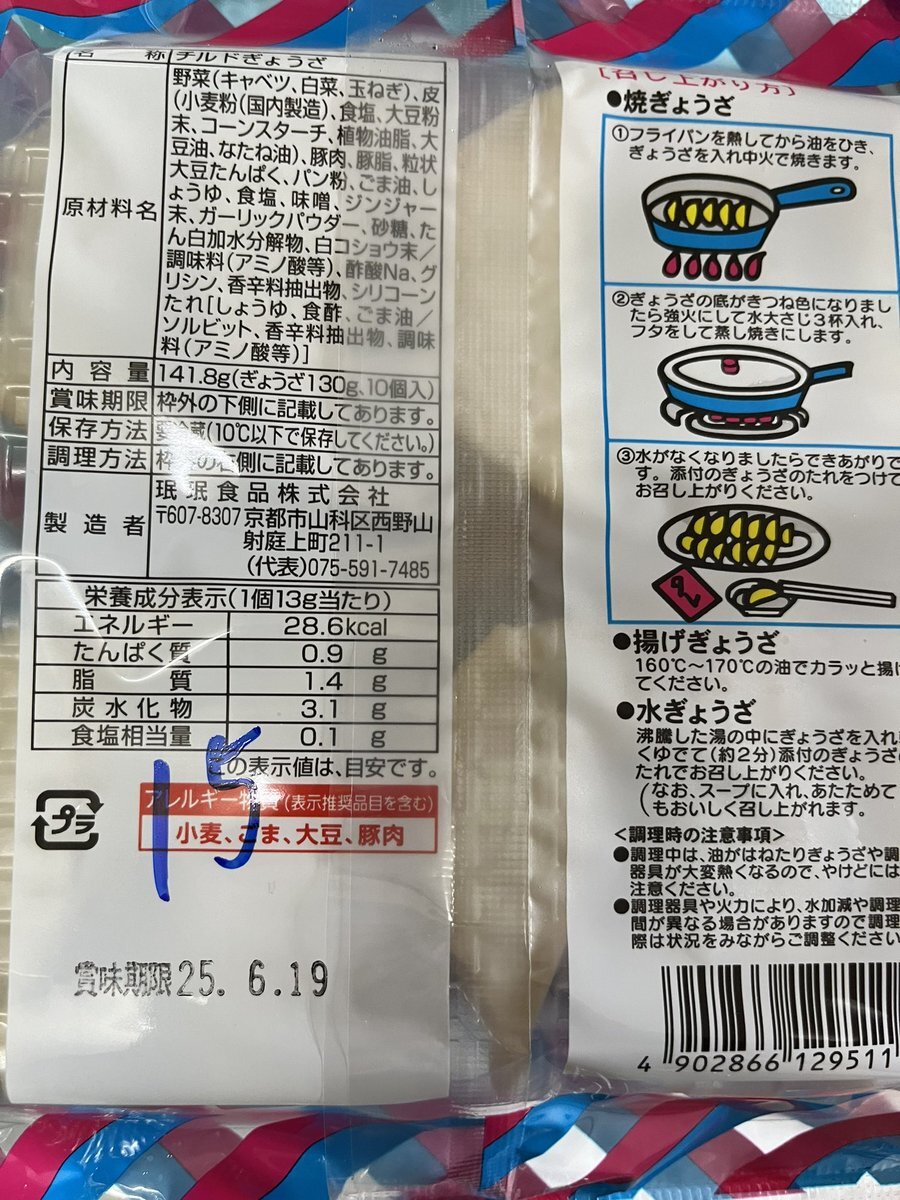 名 称 チルドぎょうざ
原材料名
野菜(キャベツ、白菜、玉ねぎ)、皮
(小麦粉(国内製造)、食塩、大豆粉
末、コーンスターチ、植物油脂、大
豆油、なたね油)、豚肉、豚脂、粒状
大豆たんぱく、パン粉、ごま油、し
ょうゆ、食塩、味噌、ジンジャー
末、ガーリックパウダー、砂糖、た
ん白加水分解物、白コショウ末/
調味料(アミノ酸等)、酢酸Na、グ
リシン、香辛料抽出物、シリコーン
たれ[しょうゆ、食酢、ごま油/
ソルビット、香辛料抽出物、調味
料(アミノ酸等)]
内容量 141.8g(ぎょうざ130g、10個入)
賞味期限 枠外の下側に記載してあります。
保存方法 要冷蔵(10℃以下で保存してください。)
調理方法 枠外の右側に記載してあります。
製造者
珉珉食品株式会社
〒607-8307 京都市山科区西野山
射庭上町211-1
(代表)075-591-7485
栄養成分表示(1個13g当たり)
エネルギー 28.6kcal
たんぱく質 0.9 g
脂質 1.4 g
炭水化物 3.1 g
食塩相当量 0.1 g
この表示値は、目安です。
15
プラ
アレルギー物質(表示推奨品目を含む)
小麦、ごま、大豆、豚肉
賞味期限25. 6.19
[召し上がり方]
●焼ぎょうざ
①フライパンを熱してから油をひき、
ぎょうざを入れ中火で焼きます。
②ぎょうざの底がきつね色になりまし
たら強火にして水大さじ3杯入れ、
フタをして蒸し焼きにします。
③水がなくなりましたらできあがりで
す。添付のぎょうざのたれをつけて
お召し上がりください。
●揚げぎょうざ
160℃〜170℃の油でカラッと揚げ
てください。
●水ぎょうざ
沸騰した湯の中にぎょうざを入れ
くゆでて(約2分)添付のぎょうざ
たれでお召し上がりください。
(なお、スープに入れ、あたためて
もおいしく召し上がれます。
<調理時の注意事項>
●調理中は、油がはねたりぎょうざや調
器具が大変熱くなるので、やけどには
注意ください。
●調理器具や火力により、水加減や調理
間が異なる場合がありますので調理
際は状況をみながらご調整ください
4 902866 129511